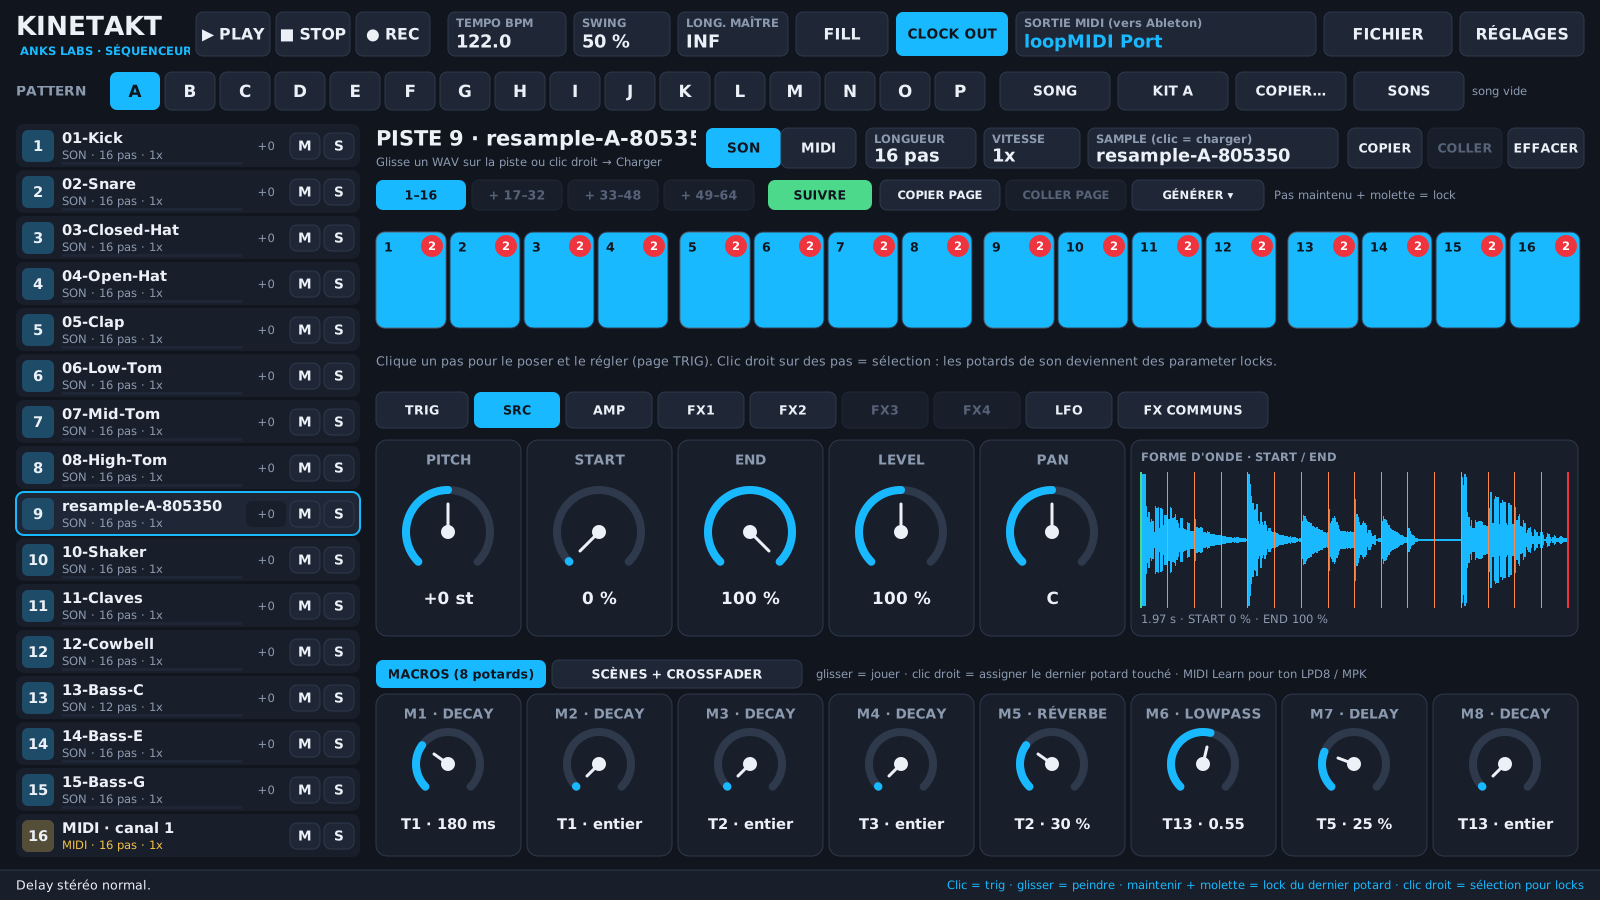 KINETAKT
ANKS LABS · SÉQUENCEUR
▶ PLAY
■ STOP
● REC
TEMPO BPM
122.0
SWING
50 %
LONG. MAÎTRE
INF
FILL
CLOCK OUT
SORTIE MIDI (vers Ableton)
loopMIDI Port
FICHIER
RÉGLAGES
PATTERN
A B C D E F G H I J K L M N O P
SONG
KIT A
COPIER...
SONS
song vide
1 01-Kick +0 M S
SON · 16 pas · 1x
2 02-Snare +0 M S
SON · 16 pas · 1x
3 03-Closed-Hat +0 M S
SON · 16 pas · 1x
4 04-Open-Hat +0 M S
SON · 16 pas · 1x
5 05-Clap +0 M S
SON · 16 pas · 1x
6 06-Low-Tom +0 M S
SON · 16 pas · 1x
7 07-Mid-Tom +0 M S
SON · 16 pas · 1x
8 08-High-Tom +0 M S
SON · 16 pas · 1x
9 resample-A-805350 +0 M S
SON · 16 pas · 1x
10 10-Shaker +0 M S
SON · 16 pas · 1x
11 11-Claves +0 M S
SON · 16 pas · 1x
12 12-Cowbell +0 M S
SON · 16 pas · 1x
13 13-Bass-C +0 M S
SON · 12 pas · 1x
14 14-Bass-E +0 M S
SON · 16 pas · 1x
15 15-Bass-G +0 M S
SON · 16 pas · 1x
16 MIDI · canal 1 M S
MIDI · 16 pas · 1x
PISTE 9 · resample-A-8053
Glisse un WAV sur la piste ou clic droit → Charger
SON
MIDI
LONGUEUR
16 pas
VITESSE
1x
SAMPLE (clic = charger)
resample-A-805350
COPIER
COLLER
EFFACER
1–16
+ 17–32
+ 33–48
+ 49–64
SUIVRE
COPIER PAGE
COLLER PAGE
GÉNÉRER ▾
Pas maintenu + molette = lock
1 2 2 2 3 2 4 2 5 2 6 2 7 2 8 2 9 2 10 2 11 2 12 2 13 2 14 2 15 2 16 2
Clique un pas pour le poser et le régler (page TRIG). Clic droit sur des pas = sélection : les potards de son deviennent des parameter locks.
TRIG
SRC
AMP
FX1
FX2
FX3
FX4
LFO
FX COMMUNS
PITCH
+0 st
START
0 %
END
100 %
LEVEL
100 %
PAN
C
FORME D'ONDE · START / END
1.97 s · START 0 % · END 100 %
MACROS (8 potards)
SCÈNES + CROSSFADER
glisser = jouer · clic droit = assigner le dernier potard touché · MIDI Learn pour ton LPD8 / MPK
M1 · DECAY
T1 · 180 ms
M2 · DECAY
T1 · entier
M3 · DECAY
T2 · entier
M4 · DECAY
T3 · entier
M5 · RÉVERBE
T2 · 30 %
M6 · LOWPASS
T13 · 0.55
M7 · DELAY
T5 · 25 %
M8 · DECAY
T13 · entier
Delay stéréo normal.
Clic = trig · glisser = peindre · maintenir + molette = lock du dernier potard · clic droit = sélection pour locks